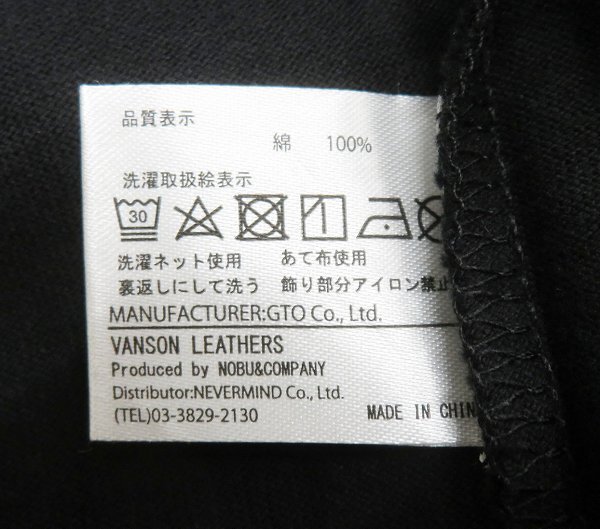 品質表示
綿 100%
洗濯取扱絵表示
30
洗濯ネット使用 あて布使用
裏返しにして洗う 飾り部分アイロン禁止
MANUFACTURER:GTO Co., Ltd.
VANSON LEATHERS
Produced by NOBU&COMPANY
Distributor:NEVERMIND Co., Ltd.
(TEL)03-3829-2130
MADE IN CHIN